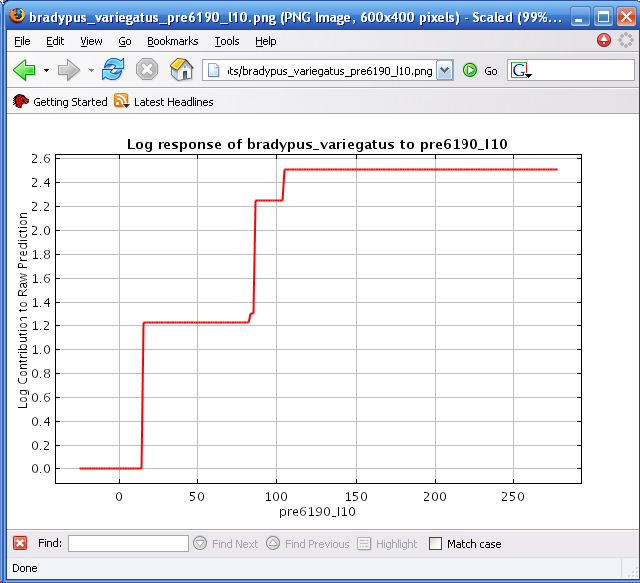 bradypus_variegatus_pre6190_l10.png (PNG Image, 600x400 pixels) - Scaled (99%...
File Edit View Go Bookmarks Tools Help
ts/bradypus_variegatus_pre6190_l10.png Go G
Getting Started Latest Headlines
Log response of bradypus_variegatus to pre6190_l10
Log Contribution to Raw Prediction
2.6
2.4
2.2
2.0
1.8
1.6
1.4
1.2
1.0
0.8
0.6
0.4
0.2
0.0
0 50 100 150 200 250
pre6190_l10
Find: Find Next Find Previous Highlight Match case
Done